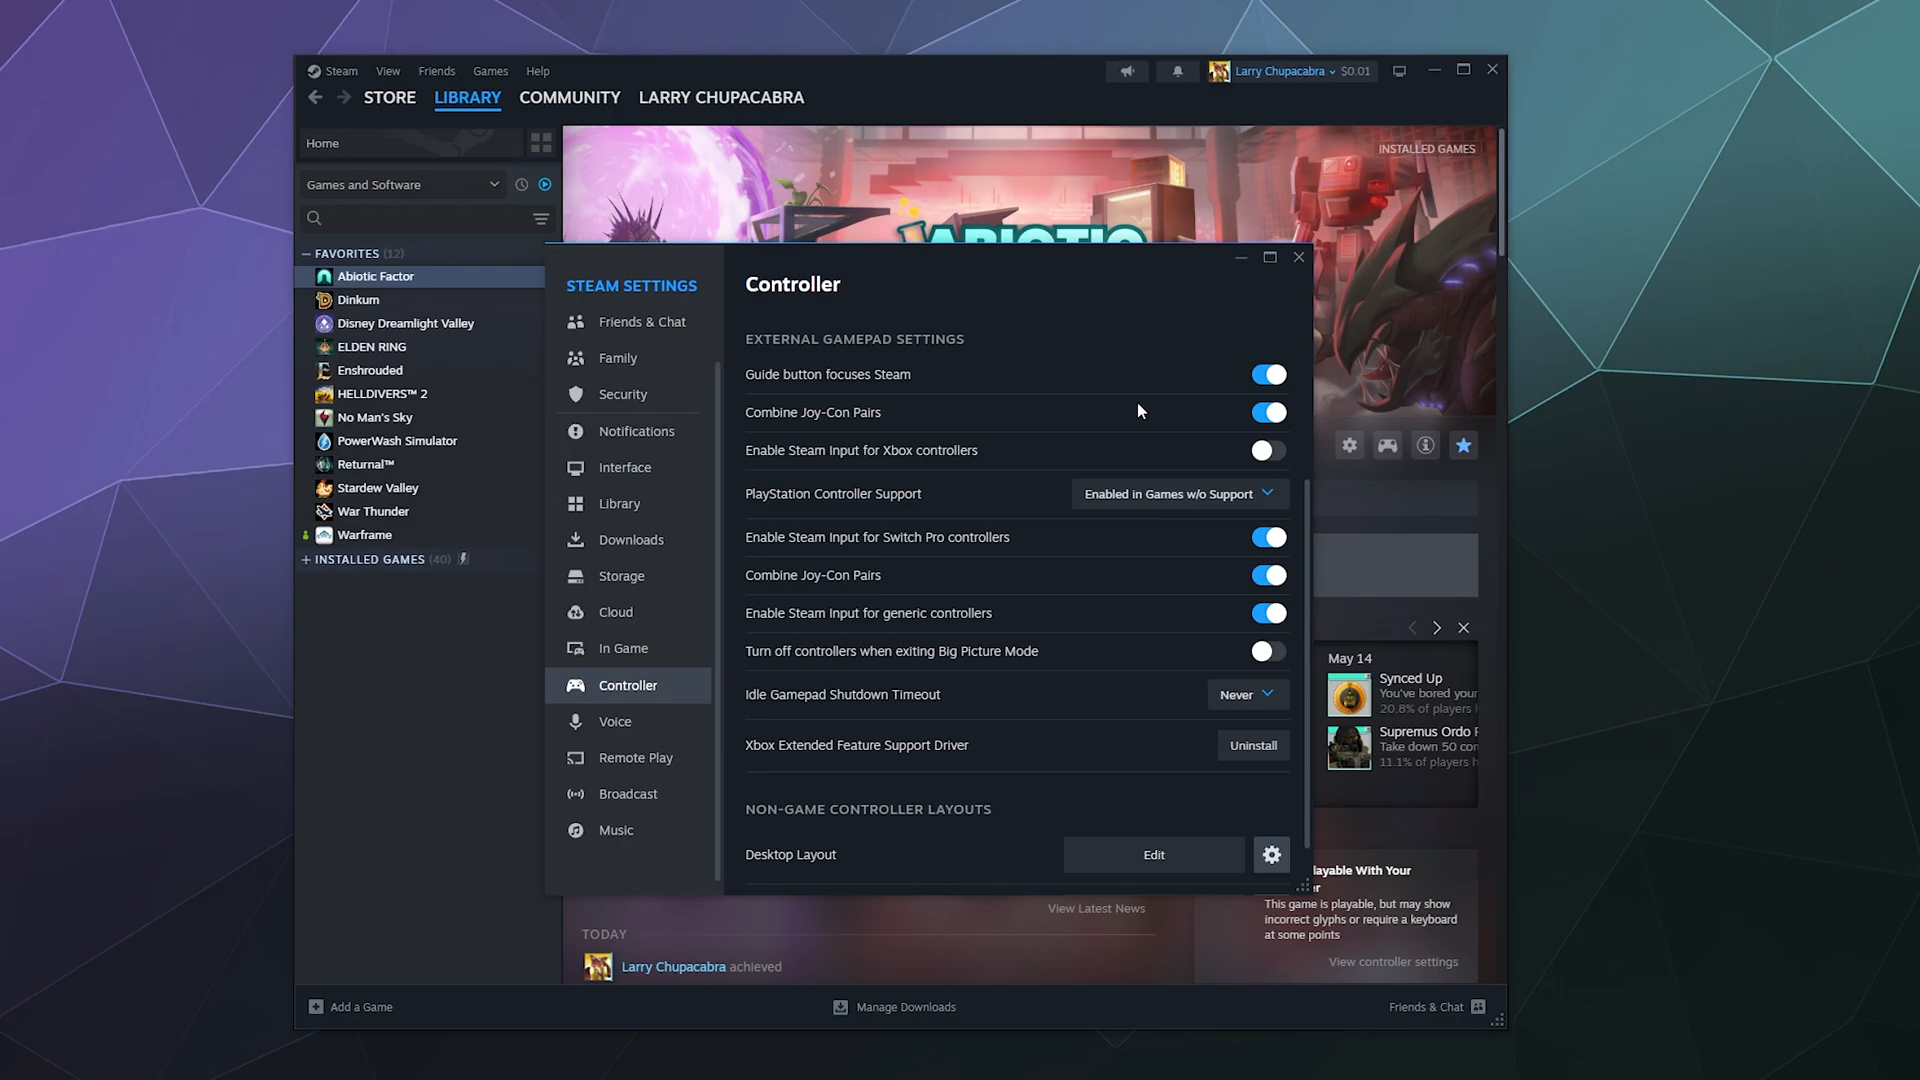 Steam View Friends Games Help
Larry Chupacabra $0.01
STORE LIBRARY COMMUNITY LARRY CHUPACABRA
Home
INSTALLED GAMES
Games and Software
FAVORITES (12)
Abiotic Factor
Dinkum
Disney Dreamlight Valley
ELDEN RING
Enshrouded
HELLDIVERS™ 2
No Man's Sky
PowerWash Simulator
Returnal™
Stardew Valley
War Thunder
Warframe
INSTALLED GAMES (40)
ABIOTIC
STEAM SETTINGS
Friends & Chat
Family
Security
Notifications
Interface
Library
Downloads
Storage
Cloud
In Game
Controller
Voice
Remote Play
Broadcast
Music
Controller
EXTERNAL GAMEPAD SETTINGS
Guide button focuses Steam
Combine Joy-Con Pairs
Enable Steam Input for Xbox controllers
PlayStation Controller Support Enabled in Games w/o Support
Enable Steam Input for Switch Pro controllers
Combine Joy-Con Pairs
Enable Steam Input for generic controllers
Turn off controllers when exiting Big Picture Mode
Idle Gamepad Shutdown Timeout Never
Xbox Extended Feature Support Driver Uninstall
NON-GAME CONTROLLER LAYOUTS
Desktop Layout Edit
May 14
Synced Up
You've bored your
20.8% of players h
Supremus Ordo
Take down 50 con
11.1% of players h
layable With Your
r
This game is playable, but may show
incorrect glyphs or require a keyboard
at some points
View controller settings
View Latest News
TODAY
Larry Chupacabra achieved
Add a Game
Manage Downloads
Friends & Chat